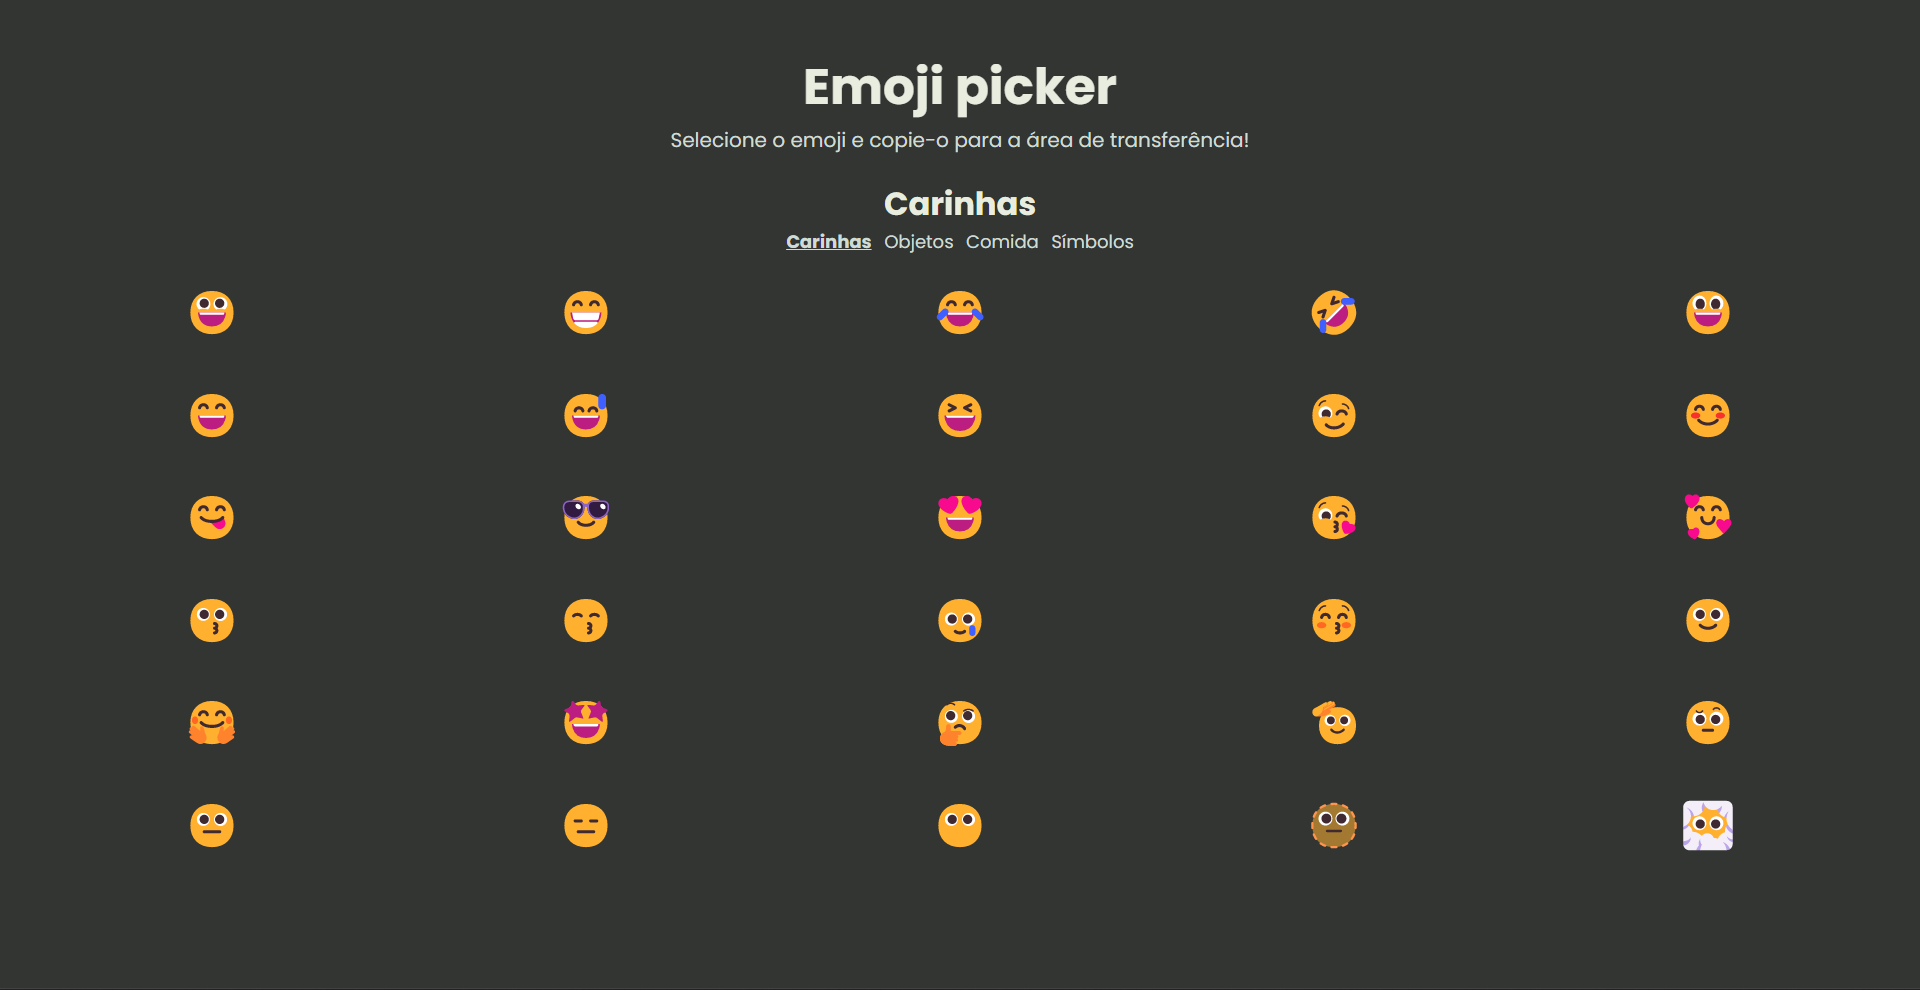 Emoji picker
Selecione o emoji e copie-o para a área de transferência!
Carinhas
Carinhas Objetos Comida Símbolos